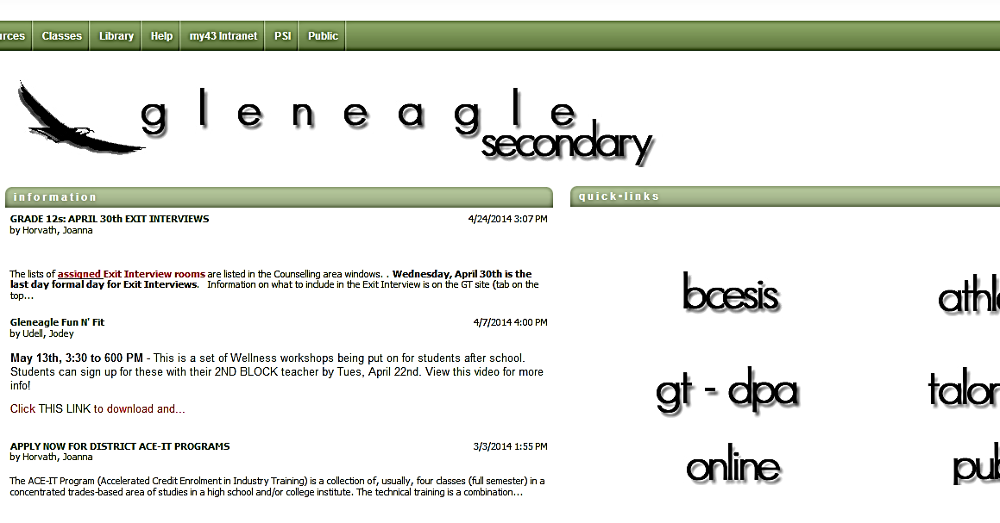 Classes Library Help my43 Intranet PSI Public
gleneagle
secondary
information
GRADE 12s: APRIL 30th EXIT INTERVIEWS 4/24/2014 3:07 PM
by Horvath, Joanna
The lists of assigned Exit Interview rooms are listed in the Counselling area windows. . Wednesday, April 30th is the
last day formal day for Exit Interviews. Information on what to include in the Exit Interview is on the GT site (tab on the
top...
Gleneagle Fun N' Fit 4/7/2014 4:00 PM
by Udell, Jodey
May 13th, 3:30 to 600 PM - This is a set of Wellness workshops being put on for students after school.
Students can sign up for these with their 2ND BLOCK teacher by Tues, April 22nd. View this video for more
info!
Click THIS LINK to download and...
APPLY NOW FOR DISTRICT ACE-IT PROGRAMS 3/3/2014 1:55 PM
by Horvath, Joanna
The ACE-IT Program (Accelerated Credit Enrolment in Industry Training) is a collection of, usually, four classes (full semester) in a
concentrated trades-based area of studies in a high school and/or college institute. The technical training is a combination...
quick-links
bcesis
gt - dpa
online